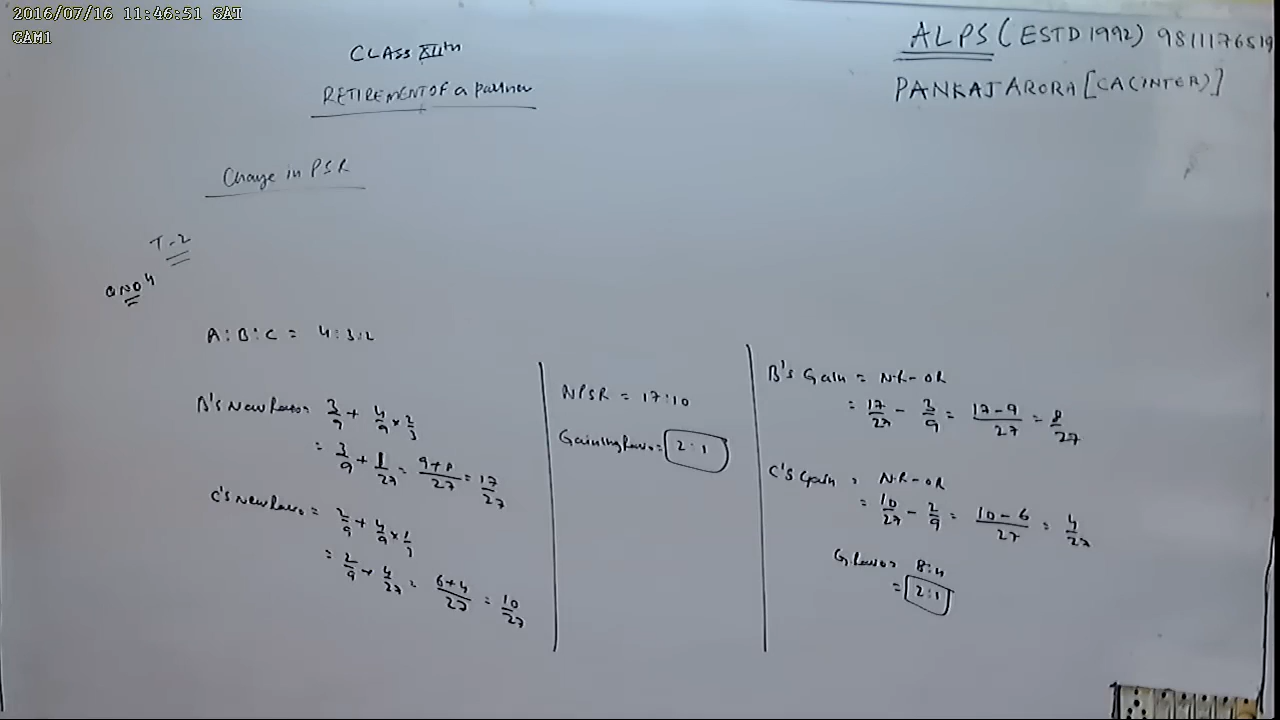 2016/07/16 11:46:51 SAT
CAM1
ALPS (ESTD 1992) 9811176519
PANKAJ ARORA [CA(INTER)]
CLASS XIIth
RETIREMENT OF a partner
Change in PSR
T-2
QNO 4
A:B:C = 4:3:2
B's New Ratio = 3/9 + 4/9 × 2/3
= 3/9 + 8/27 = 9+8/27 = 17/27
C's New Ratio = 2/9 + 4/9 × 1/3
= 2/9 + 4/27 = 6+4/27 = 10/27
NPSR = 17:10
Gaining Ratio = 2:1
B's Gain = NR - OR
= 17/27 - 3/9 = 17-9/27 = 8/27
C's Gain = NR - OR
= 10/27 - 2/9 = 10-6/27 = 4/27
G. Ratio = 8:4
= 2:1